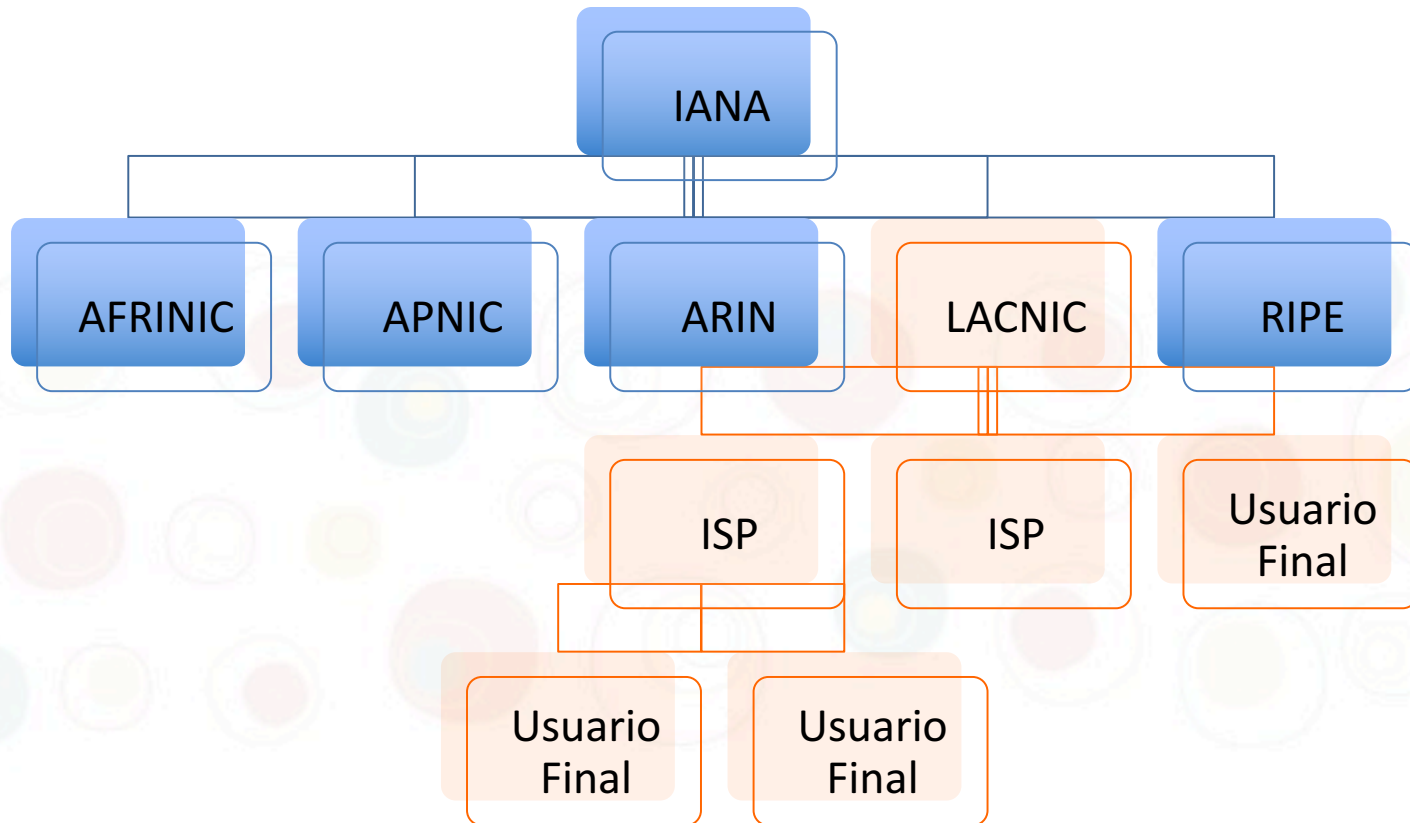 IANA
AFRINIC
APNIC
ARIN
LACNIC
RIPE
ISP
ISP
Usuario
Final
Usuario
Final
Usuario
Final